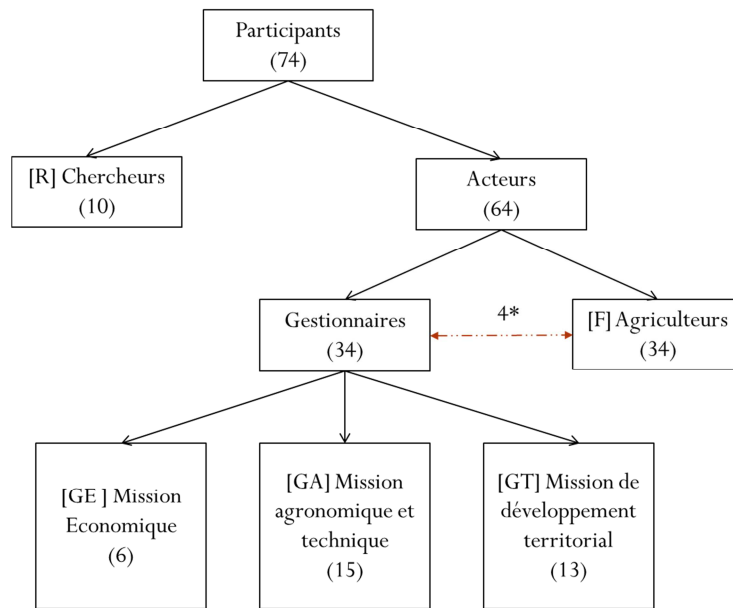 Participants
(74)
[R] Chercheurs
(10)
Acteurs
(64)
Gestionnaires
(34)
4*
[F] Agriculteurs
(34)
[GE ] Mission
Economique
(6)
[GA] Mission
agronomique et
technique
(15)
[GT] Mission de
développement
territorial
(13)